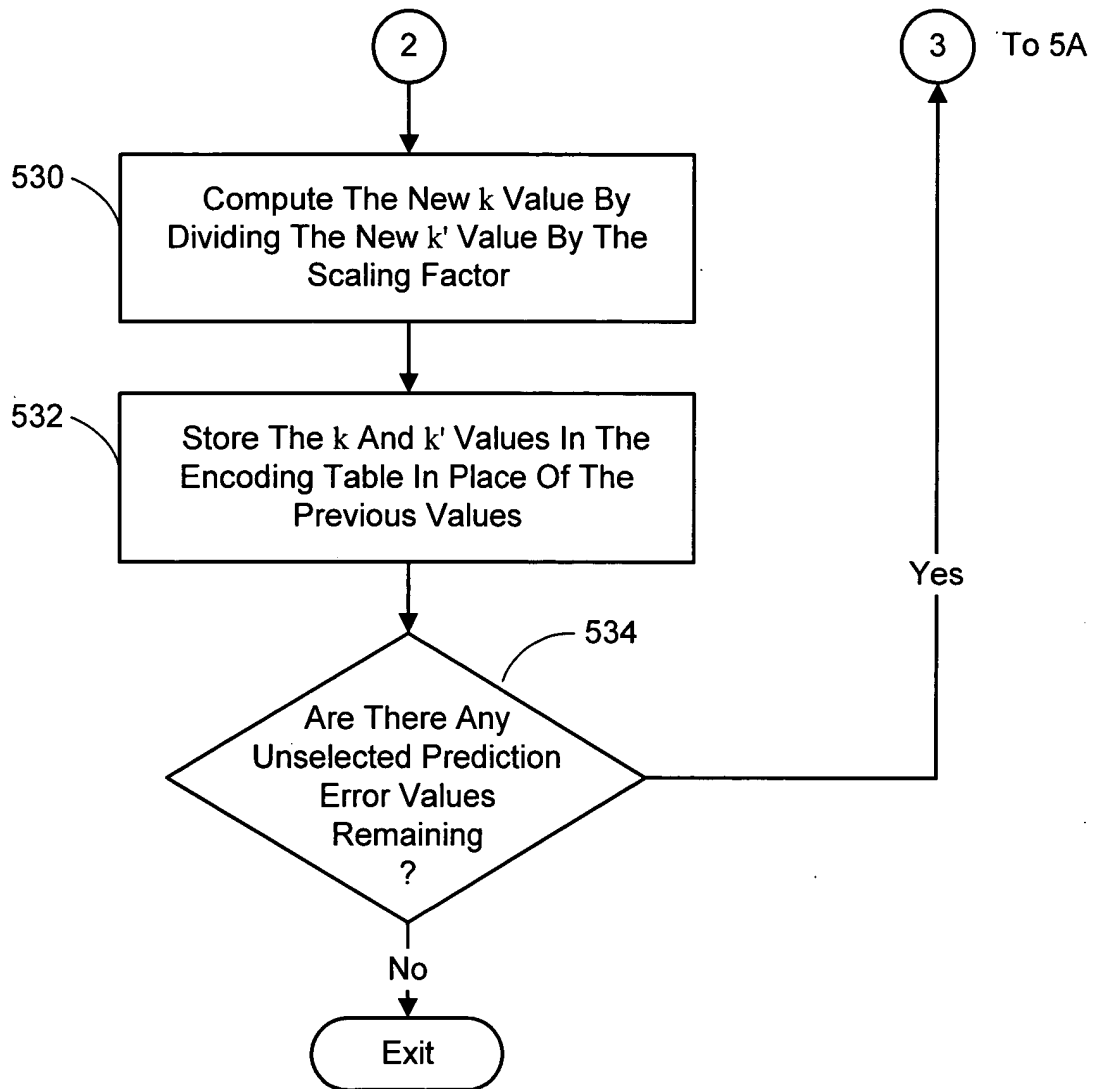 2
3 To 5A
530
Compute The New k Value By
Dividing The New k' Value By The
Scaling Factor
532
Store The k And k' Values In The
Encoding Table In Place Of The
Previous Values
534
Are There Any
Unselected Prediction
Error Values
Remaining
?
Yes
No
Exit